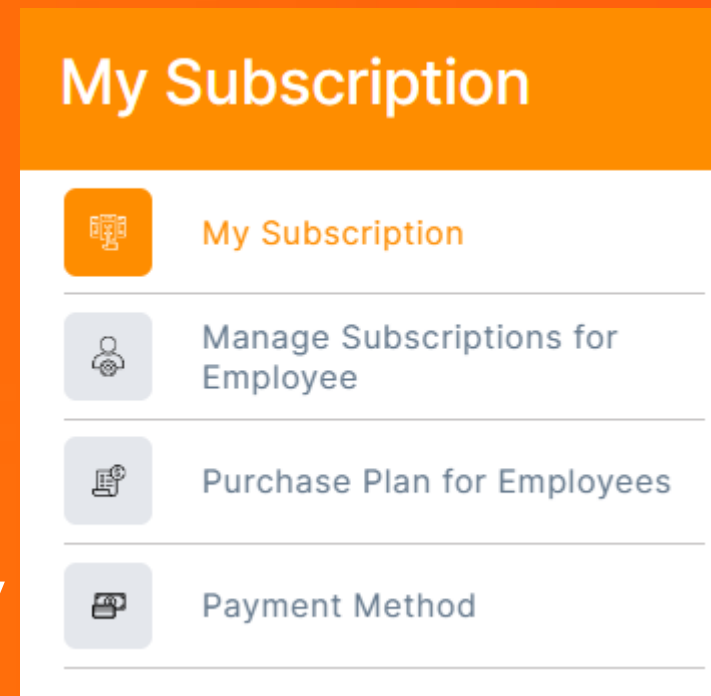 My Subscription
My Subscription
Manage Subscriptions for
Employee
Purchase Plan for Employees
Payment Method